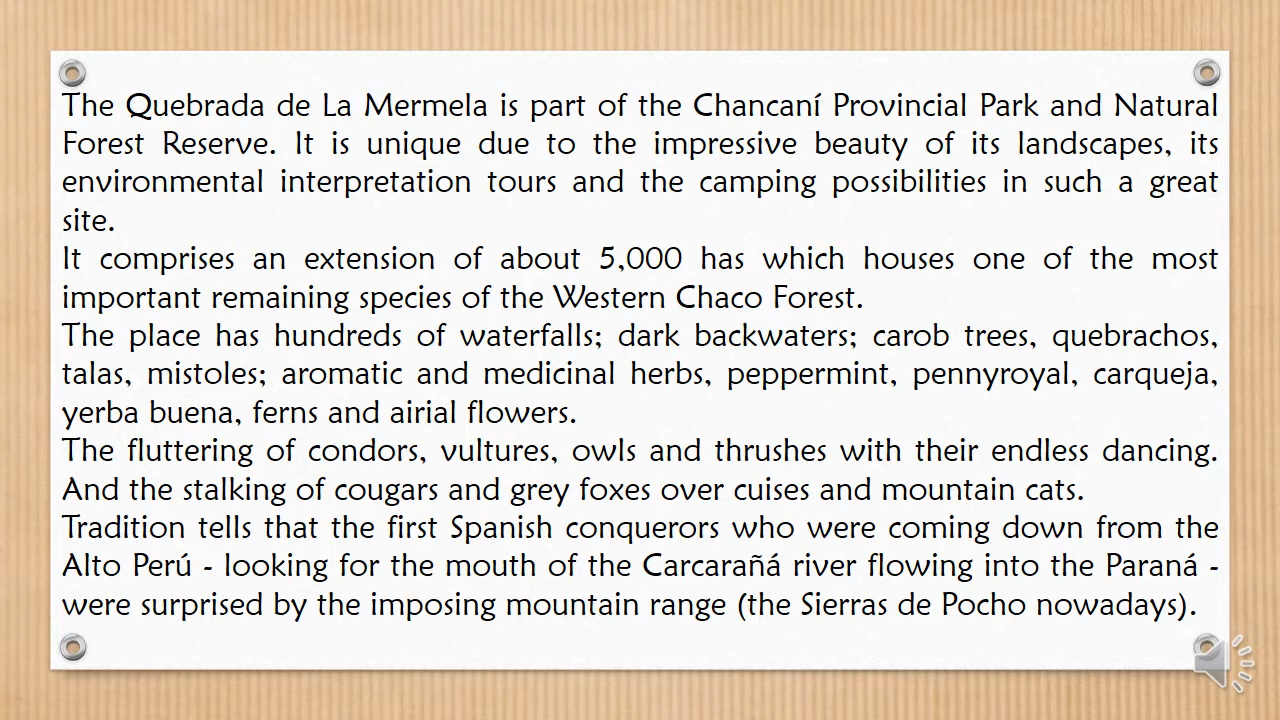 The Quebrada de La Mermela is part of the Chancaní Provincial Park and Natural
Forest Reserve. It is unique due to the impressive beauty of its landscapes, its
environmental interpretation tours and the camping possibilities in such a great
site.
It comprises an extension of about 5,000 has which houses one of the most
important remaining species of the Western Chaco Forest.
The place has hundreds of waterfalls; dark backwaters; carob trees, quebrachos,
talas, mistoles; aromatic and medicinal herbs, peppermint, pennyroyal, carqueja,
yerba buena, ferns and airial flowers.
The fluttering of condors, vultures, owls and thrushes with their endless dancing.
And the stalking of cougars and grey foxes over cuises and mountain cats.
Tradition tells that the first Spanish conquerors who were coming down from the
Alto Perú - looking for the mouth of the Carcarañá river flowing into the Paraná -
were surprised by the imposing mountain range (the Sierras de Pocho nowadays).